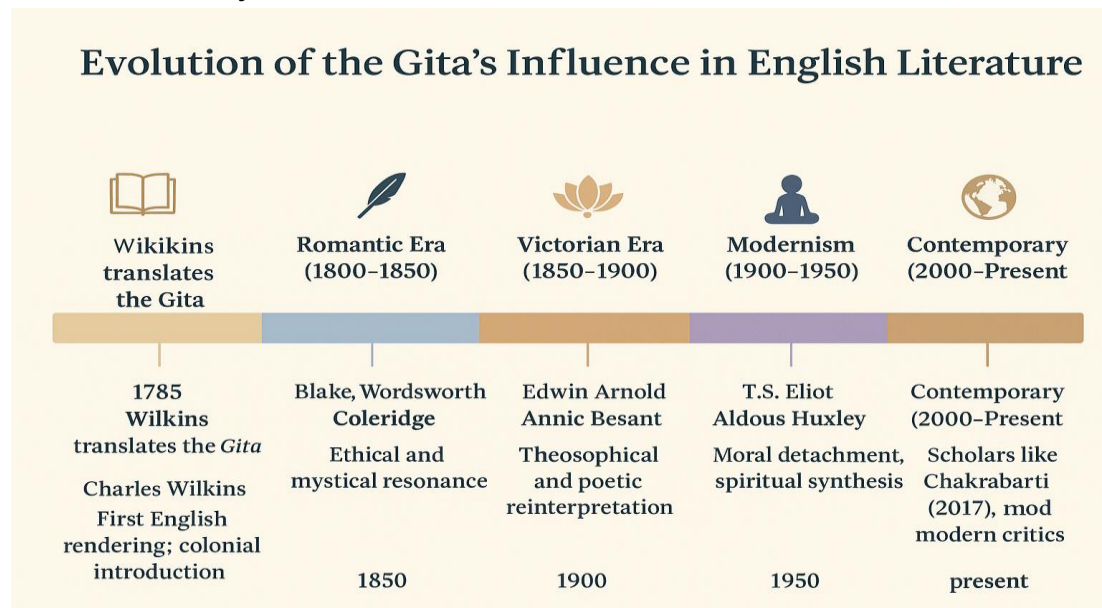 Evolution of the Gita's Influence in English Literature
Wikikins
translates
the Gita
Romantic Era
(1800–1850)
Victorian Era
(1850–1900)
Modernism
(1900–1950)
Contemporary
(2000–Present
1785
Wilkins
translates the Gita
Charles Wilkins
First English
rendering; colonial
introduction
Blake, Wordsworth
Coleridge
Ethical and
mystical resonance
1850
Edwin Arnold
Annic Besant
Theosophical
and poetic
reinterpretation
1900
T.S. Eliot
Aldous Huxley
Moral detachment,
spiritual synthesis
1950
Contemporary
(2000–Present
Scholars like
Chakrabarti
(2017), mod
modern critics
present